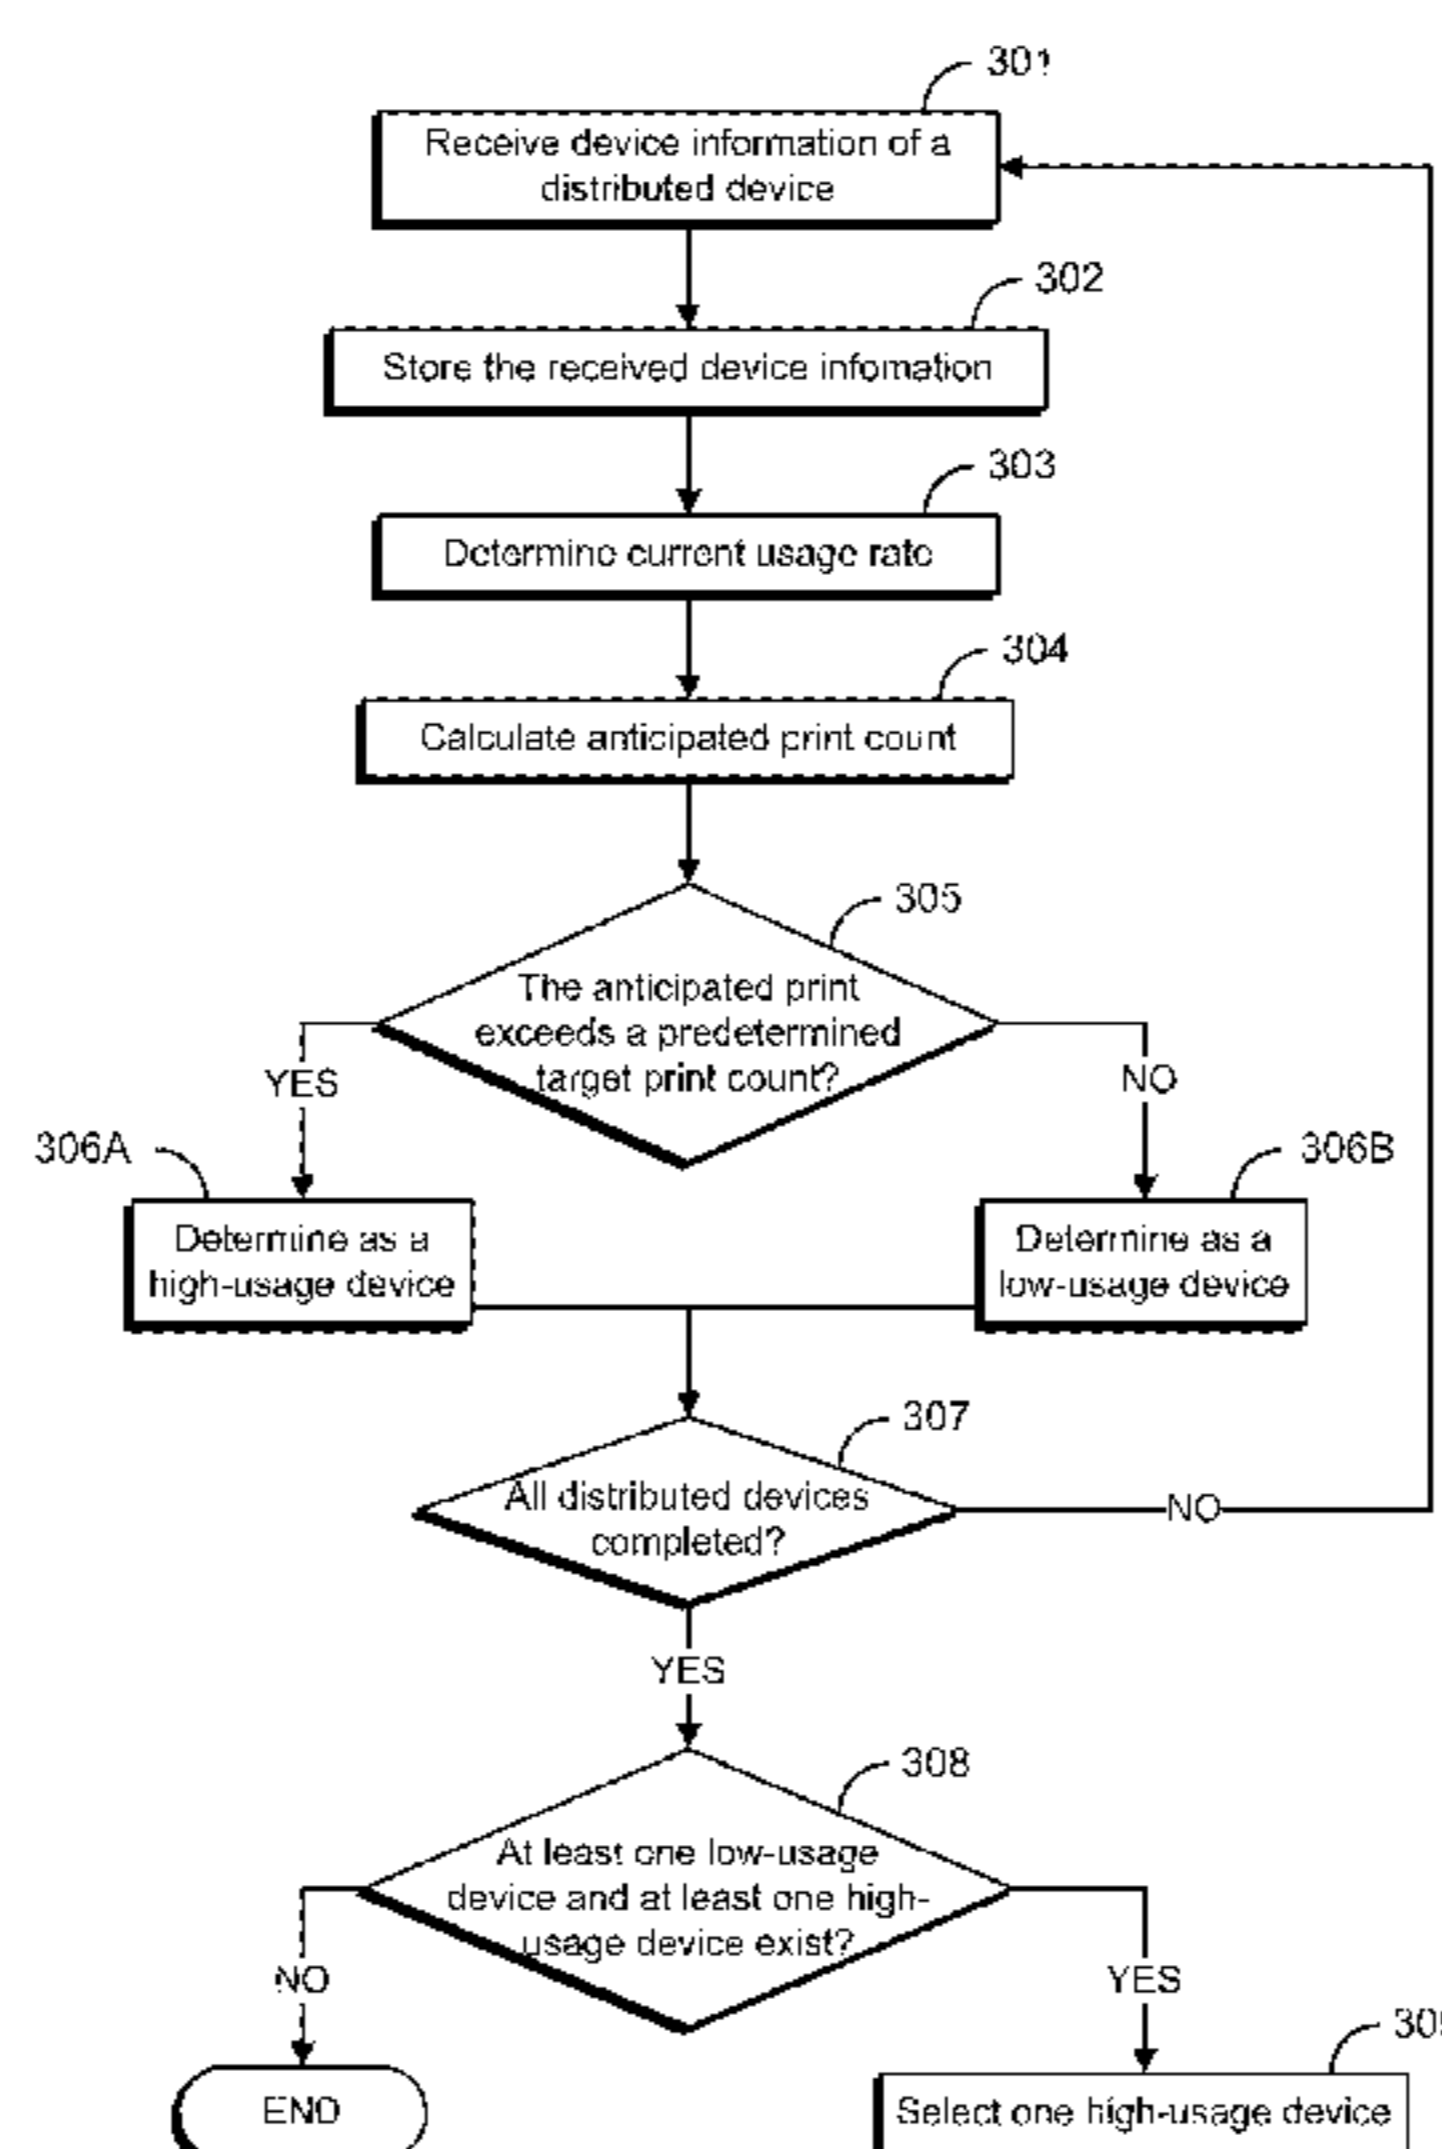 301
Receive device information of a
distributed device
302
Store the received device infomation
303
Determine current usage rate
304
Calculate anticipated print count
305
The anticipated print
exceeds a predetermined
target print count?
YES
NO
306A
306B
Determine as a
high-usage device
Determine as a
low-usage device
307
All distributed devices
completed?
NO
YES
308
At least one low-usage
device and at least one high-
usage device exist?
NO
YES
END
Select one high-usage device